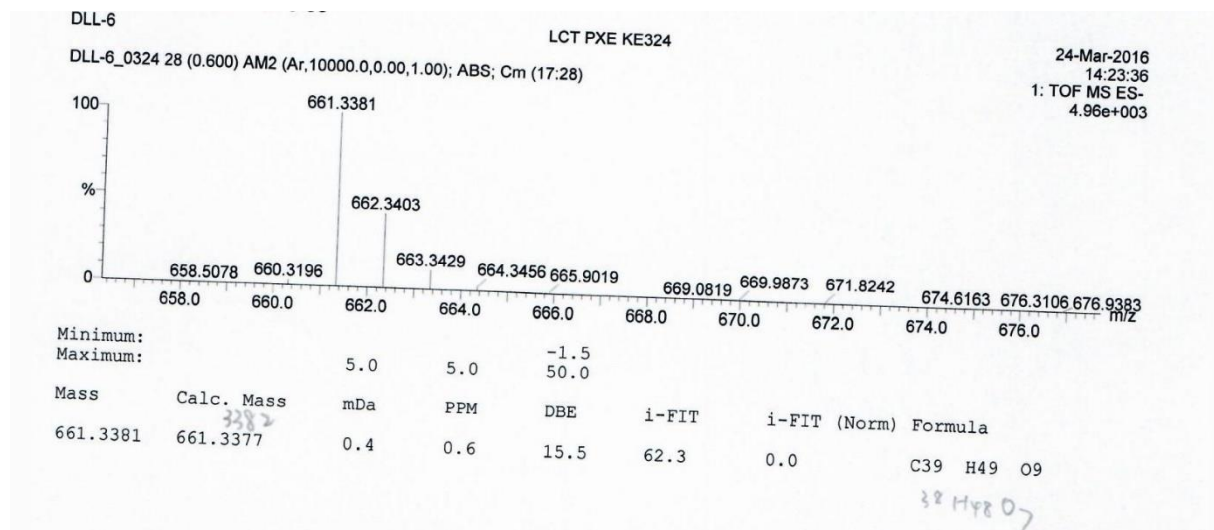 DLL-6
LCT PXE KE324
24-Mar-2016
DLL-6_0324 28 (0.600) AM2 (Ar,10000.0,0.00,1.00); ABS; Cm (17:28)
14:23:36
1: TOF MS ES-
4.96e+003
100
661.3381
%
662.3403
0
658.5078 660.3196 663.3429 664.3456 665.9019 669.0819 669.9873 671.8242 674.6163 676.3106 676.9383
658.0 660.0 662.0 664.0 666.0 668.0 670.0 672.0 674.0 676.0 m/z
Minimum: -1.5
Maximum: 5.0 5.0 50.0
Mass Calc. Mass mDa PPM DBE i-FIT i-FIT (Norm) Formula
3382
661.3381 661.3377 0.4 0.6 15.5 62.3 0.0 C39 H49 O9
38 H48 O7